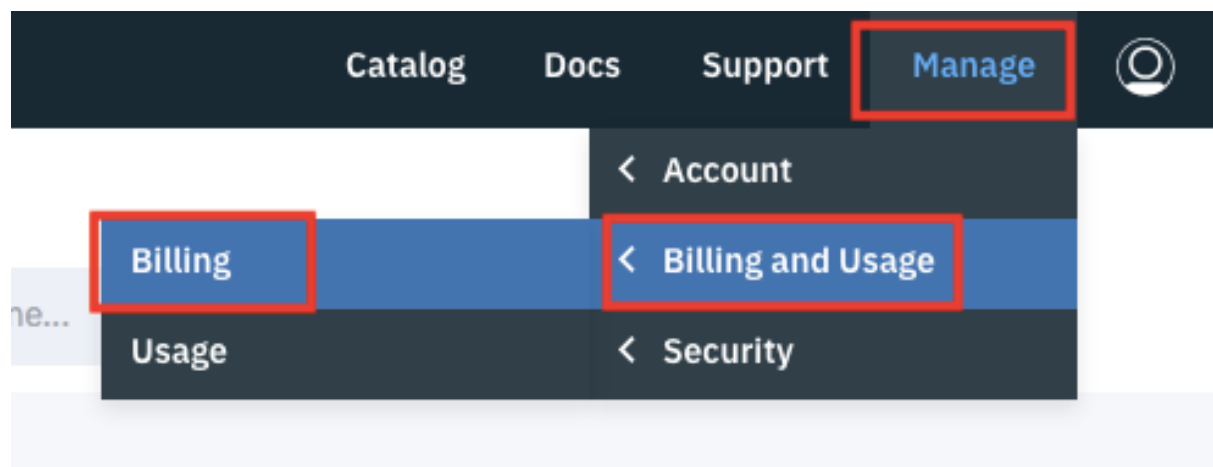 Catalog Docs Support Manage
< Account
Billing < Billing and Usage
ne...
Usage < Security